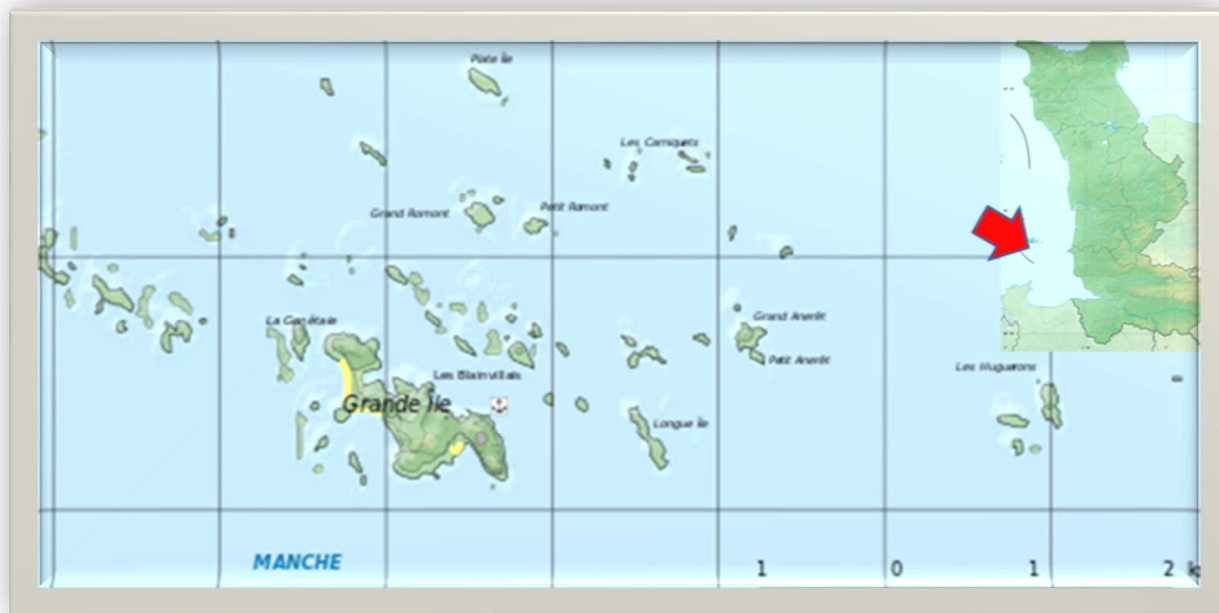 Plate Île
Les Corniquets
Grand Romont
Petit Romont
La Genétaie
Grand Anerêt
Petit Anerêt
Les Huguenans
Les Blainvillais
Grande Île
Longue Île
MANCHE
1 0 1 2